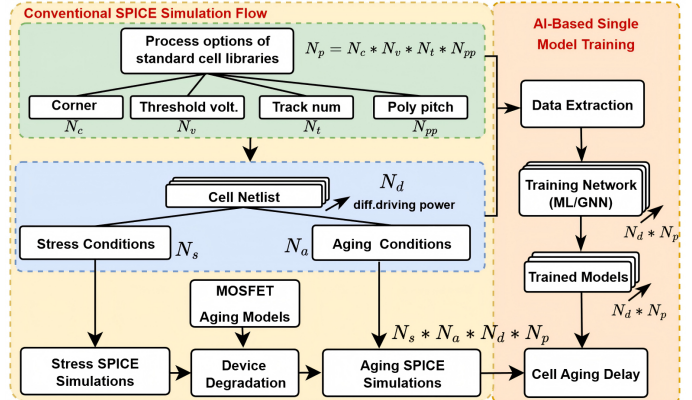 Conventional SPICE Simulation Flow
AI-Based Single
Model Training
Process options of
standard cell libraries
N_p = N_c * N_v * N_t * N_pp
Corner
Threshold volt.
Track num
Poly pitch
N_c
N_v
N_t
N_pp
Data Extraction
Cell Netlist
N_d
diff.driving power
Training Network
(ML/GNN)
N_d * N_p
Stress Conditions
N_s
N_a
Aging Conditions
Trained Models
N_d * N_p
MOSFET
Aging Models
N_s * N_a * N_d * N_p
Stress SPICE
Simulations
Device
Degradation
Aging SPICE
Simulations
Cell Aging Delay